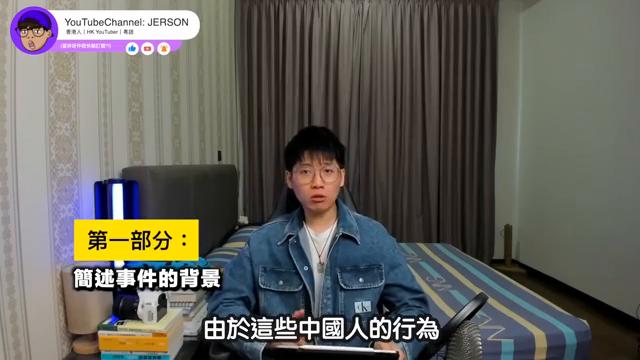 YouTubeChannel: JERSON
香港人｜HK YouTuber｜粵語
第一部分：
簡述事件的背景
由於這些中國人的行為